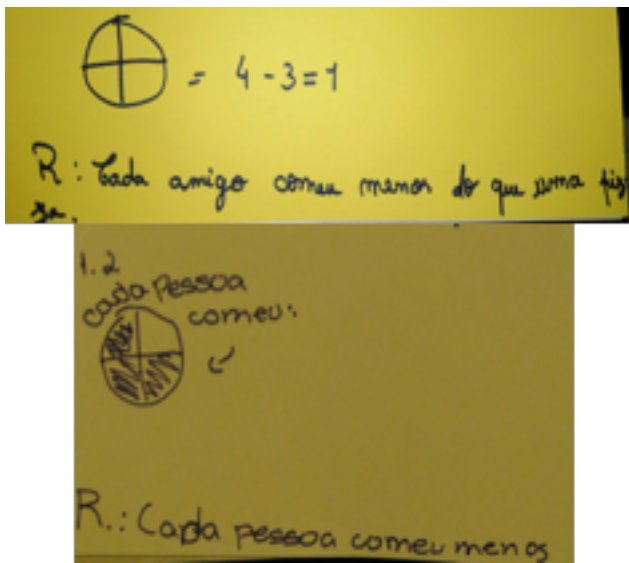 = 4 - 3 = 1
R: Cada amigo comeu menos do que uma piz
za.
1.2
cada pessoa
comeu:
R.: Cada pessoa comeu menos